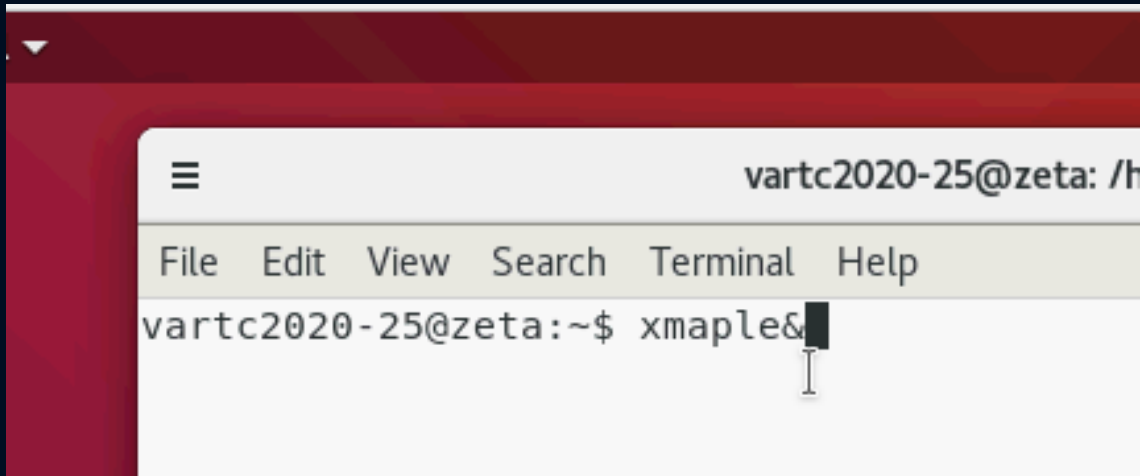 vartc2020-25@zeta: /h
File Edit View Search Terminal Help
vartc2020-25@zeta:~$ xmaple&